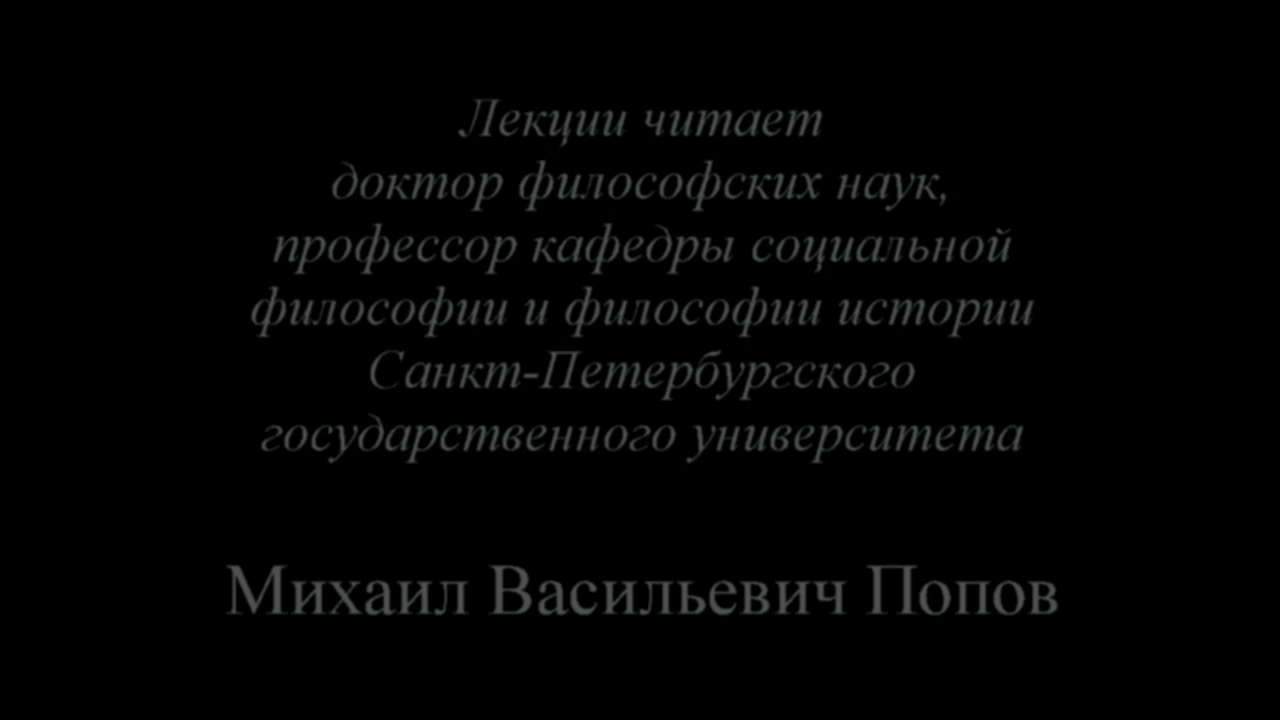 Лекции читает
доктор философских наук,
профессор кафедры социальной
философии и философии истории
Санкт-Петербургского
государственного университета
Михаил Васильевич Попов